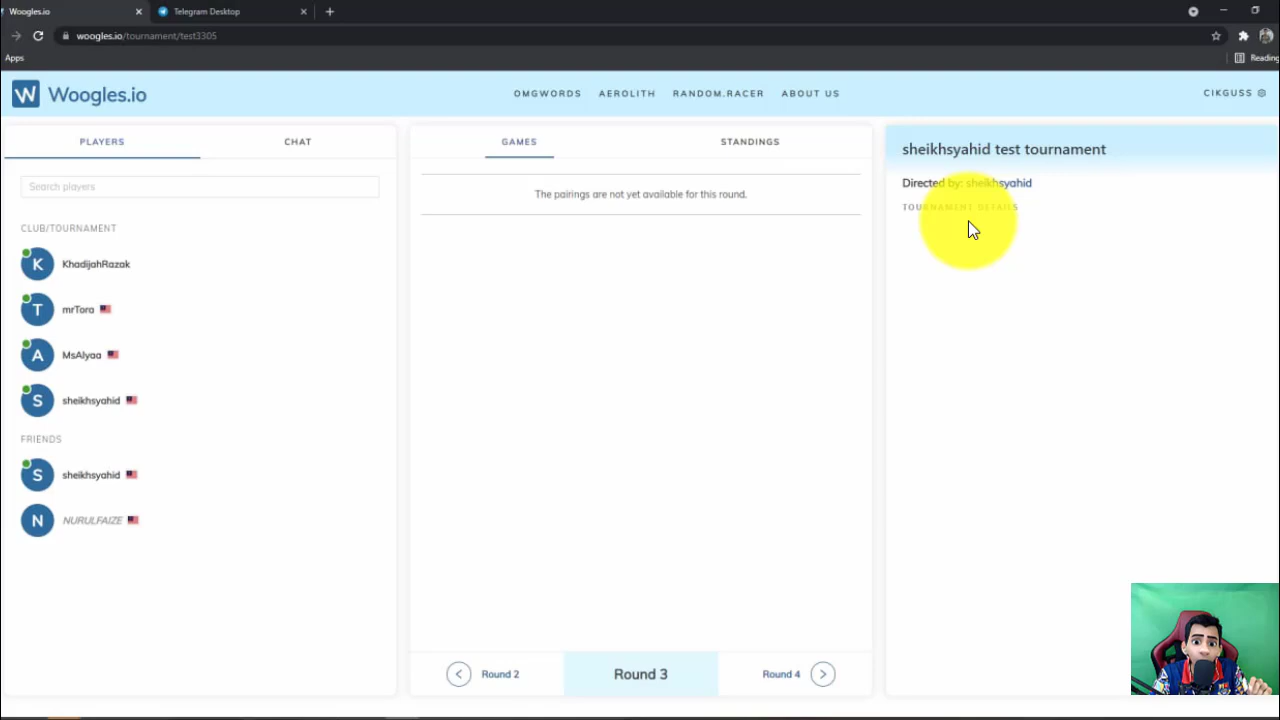 Woogles.io
Telegram Desktop
woogles.io/tournament/test3305
Apps
Reading
W Woogles.io
OMGWORDS
AEROLITH
RANDOM.RACER
ABOUT US
CIKGUSS
PLAYERS
CHAT
Search players
CLUB/TOURNAMENT
K KhadijahRazak
T mrTora
A MsAlyaa
S sheikhsyahid
FRIENDS
S sheikhsyahid
N NURULFAIZE
GAMES
STANDINGS
The pairings are not yet available for this round.
Round 2
Round 3
Round 4
sheikhsyahid test tournament
Directed by: sheikhsyahid
TOURNAMENT DETAILS